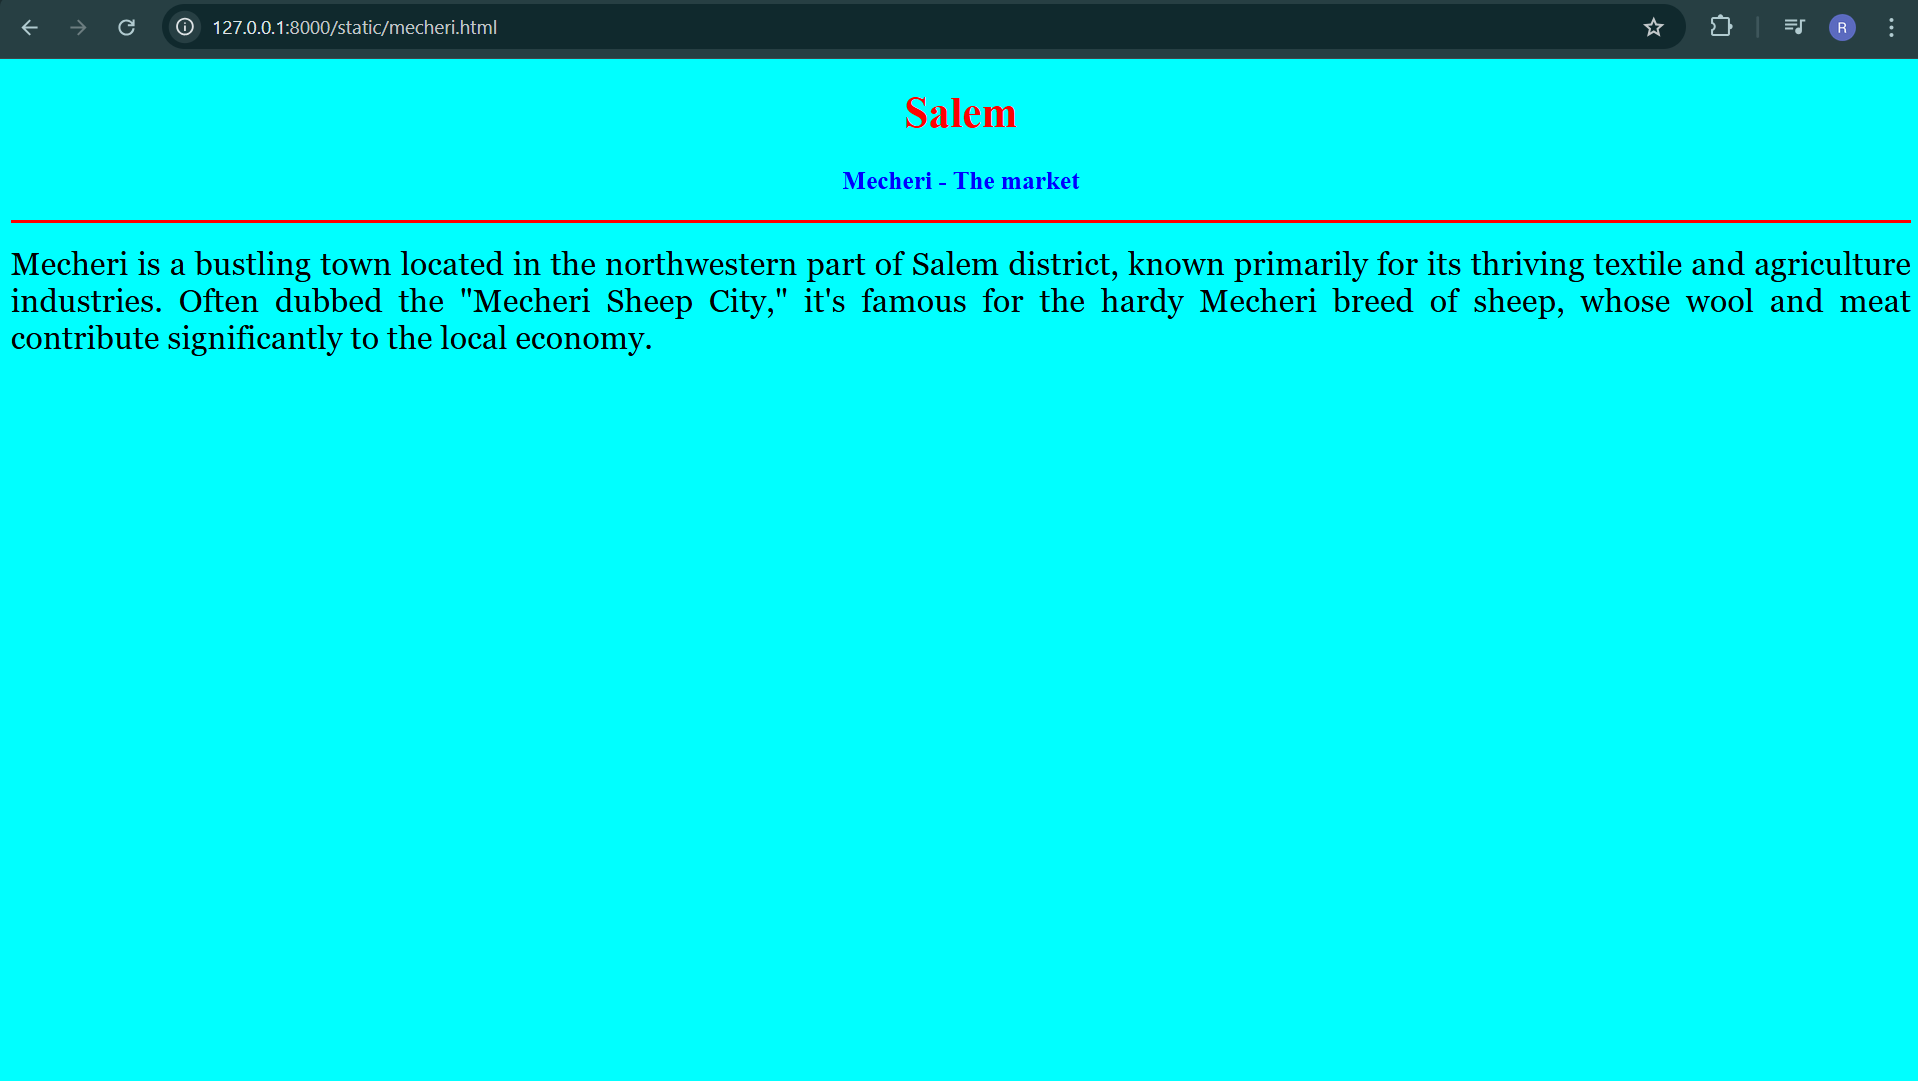 127.0.0.1:8000/static/mecheri.html
R
Salem
Mecheri - The market
Mecheri is a bustling town located in the northwestern part of Salem district, known primarily for its thriving textile and agriculture
industries. Often dubbed the "Mecheri Sheep City," it's famous for the hardy Mecheri breed of sheep, whose wool and meat
contribute significantly to the local economy.